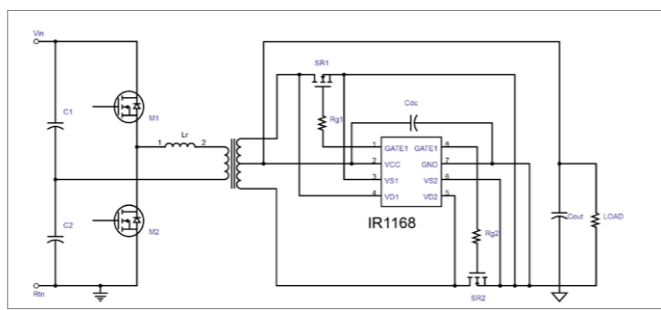 Vin
C1
M1
Lr
1 2
C2
M2
Rtn
SR1
Rg1
Cdc
1 GATE1 GATE1 8
2 VCC GND 7
3 VS1 VS2 6
4 VD1 VD2 5
IR1168
Rg2
SR2
Cout
LOAD